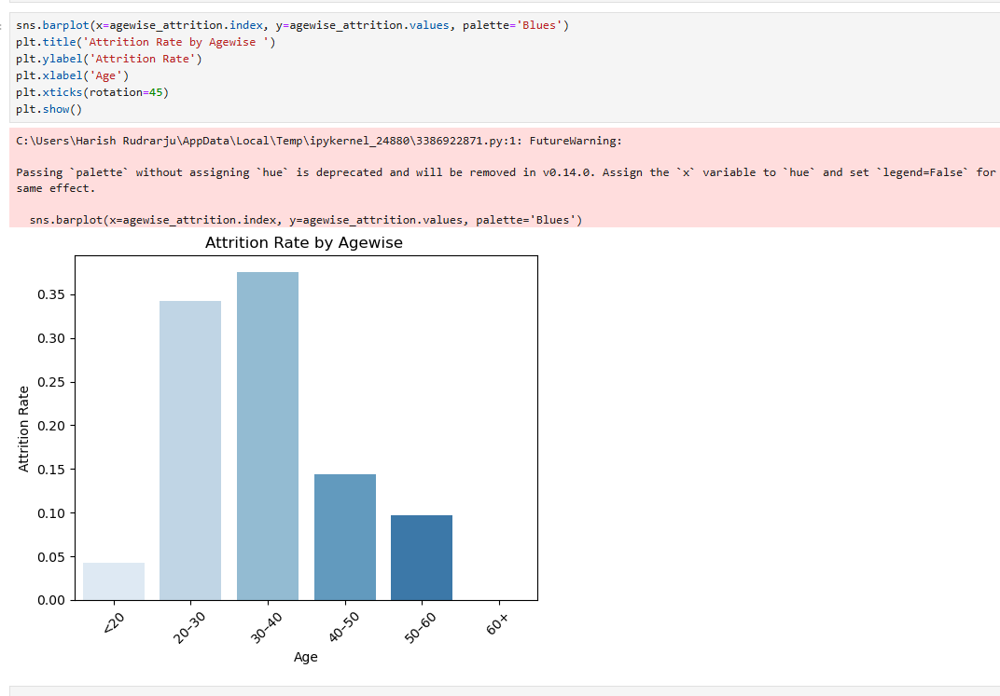 sns.barplot(x=agewise_attrition.index, y=agewise_attrition.values, palette='Blues')
plt.title('Attrition Rate by Agewise ')
plt.ylabel('Attrition Rate')
plt.xlabel('Age')
plt.xticks(rotation=45)
plt.show()
C:\Users\Harish Rudrarju\AppData\Local\Temp\ipykernel_24880\3386922871.py:1: FutureWarning:
Passing `palette` without assigning `hue` is deprecated and will be removed in v0.14.0. Assign the `x` variable to `hue` and set `legend=False` for
same effect.
sns.barplot(x=agewise_attrition.index, y=agewise_attrition.values, palette='Blues')
Attrition Rate by Agewise
0.35
0.30
0.25
0.20
0.15
0.10
0.05
0.00
Attrition Rate
<20
20-30
30-40
40-50
50-60
60+
Age